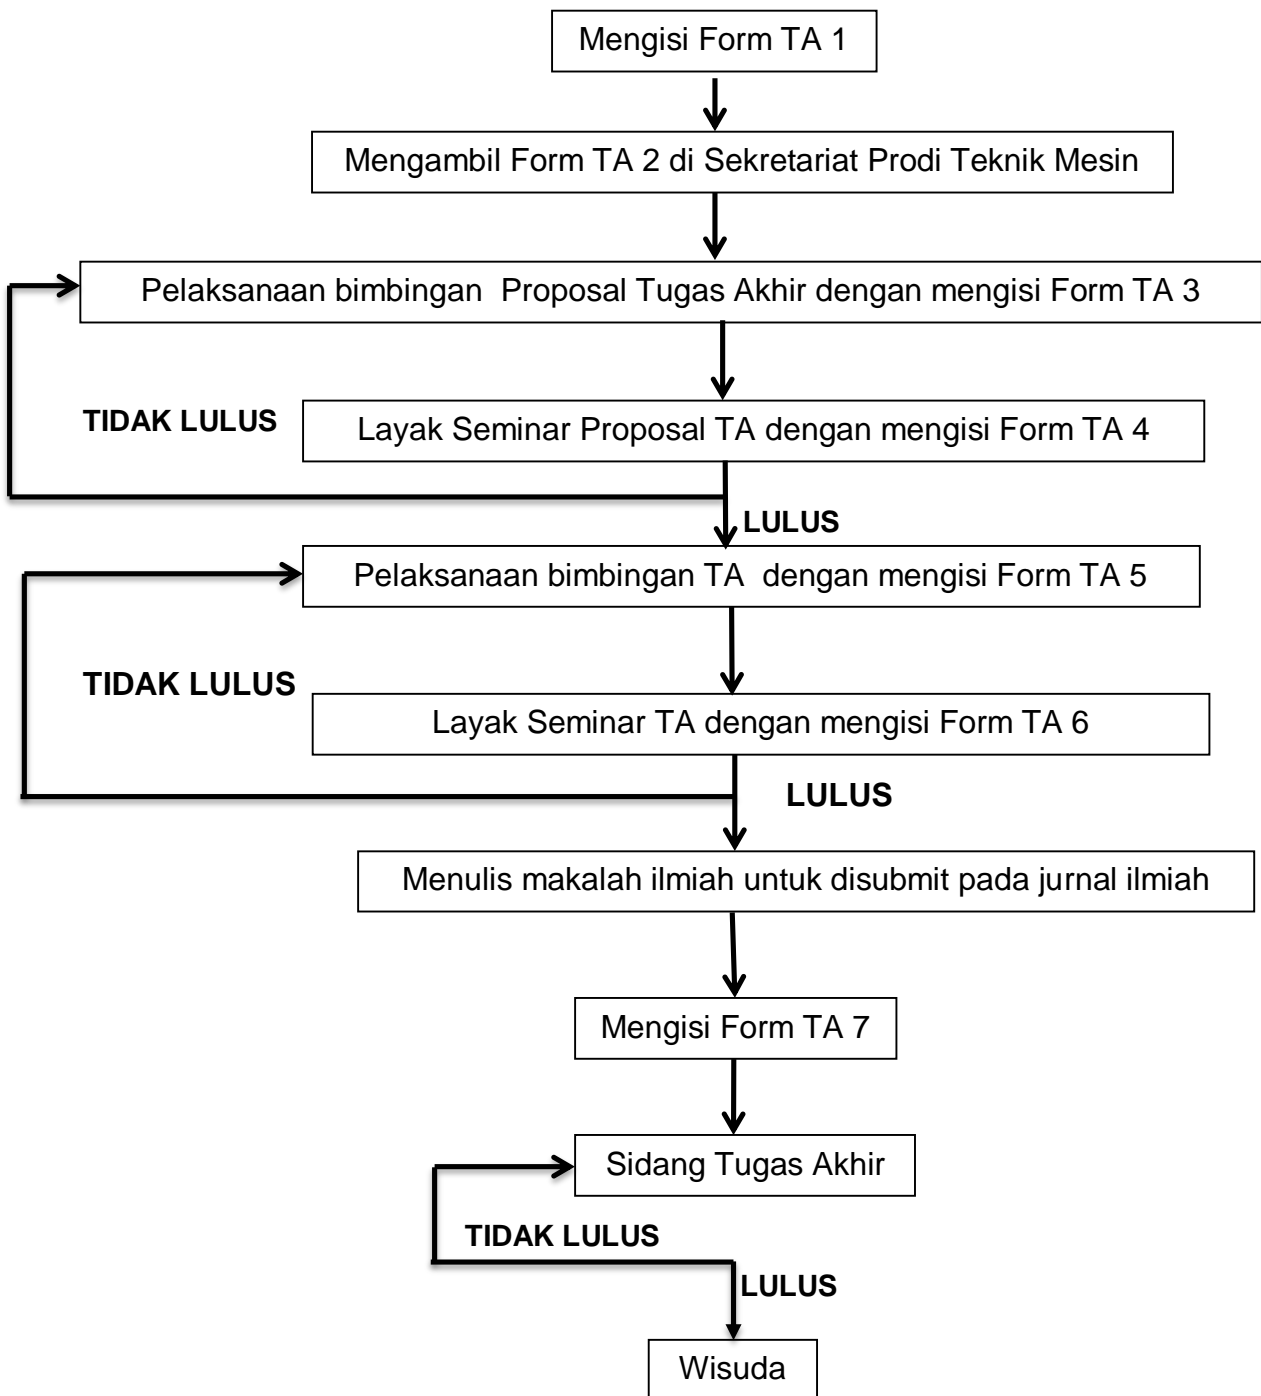 Mengisi Form TA 1
Mengambil Form TA 2 di Sekretariat Prodi Teknik Mesin
Pelaksanaan bimbingan  Proposal Tugas Akhir dengan mengisi Form TA 3
TIDAK LULUS
Layak Seminar Proposal TA dengan mengisi Form TA 4
LULUS
Pelaksanaan bimbingan TA  dengan mengisi Form TA 5
TIDAK LULUS
Layak Seminar TA dengan mengisi Form TA 6
LULUS
Menulis makalah ilmiah untuk disubmit pada jurnal ilmiah
Mengisi Form TA 7
Sidang Tugas Akhir
TIDAK LULUS
LULUS
Wisuda